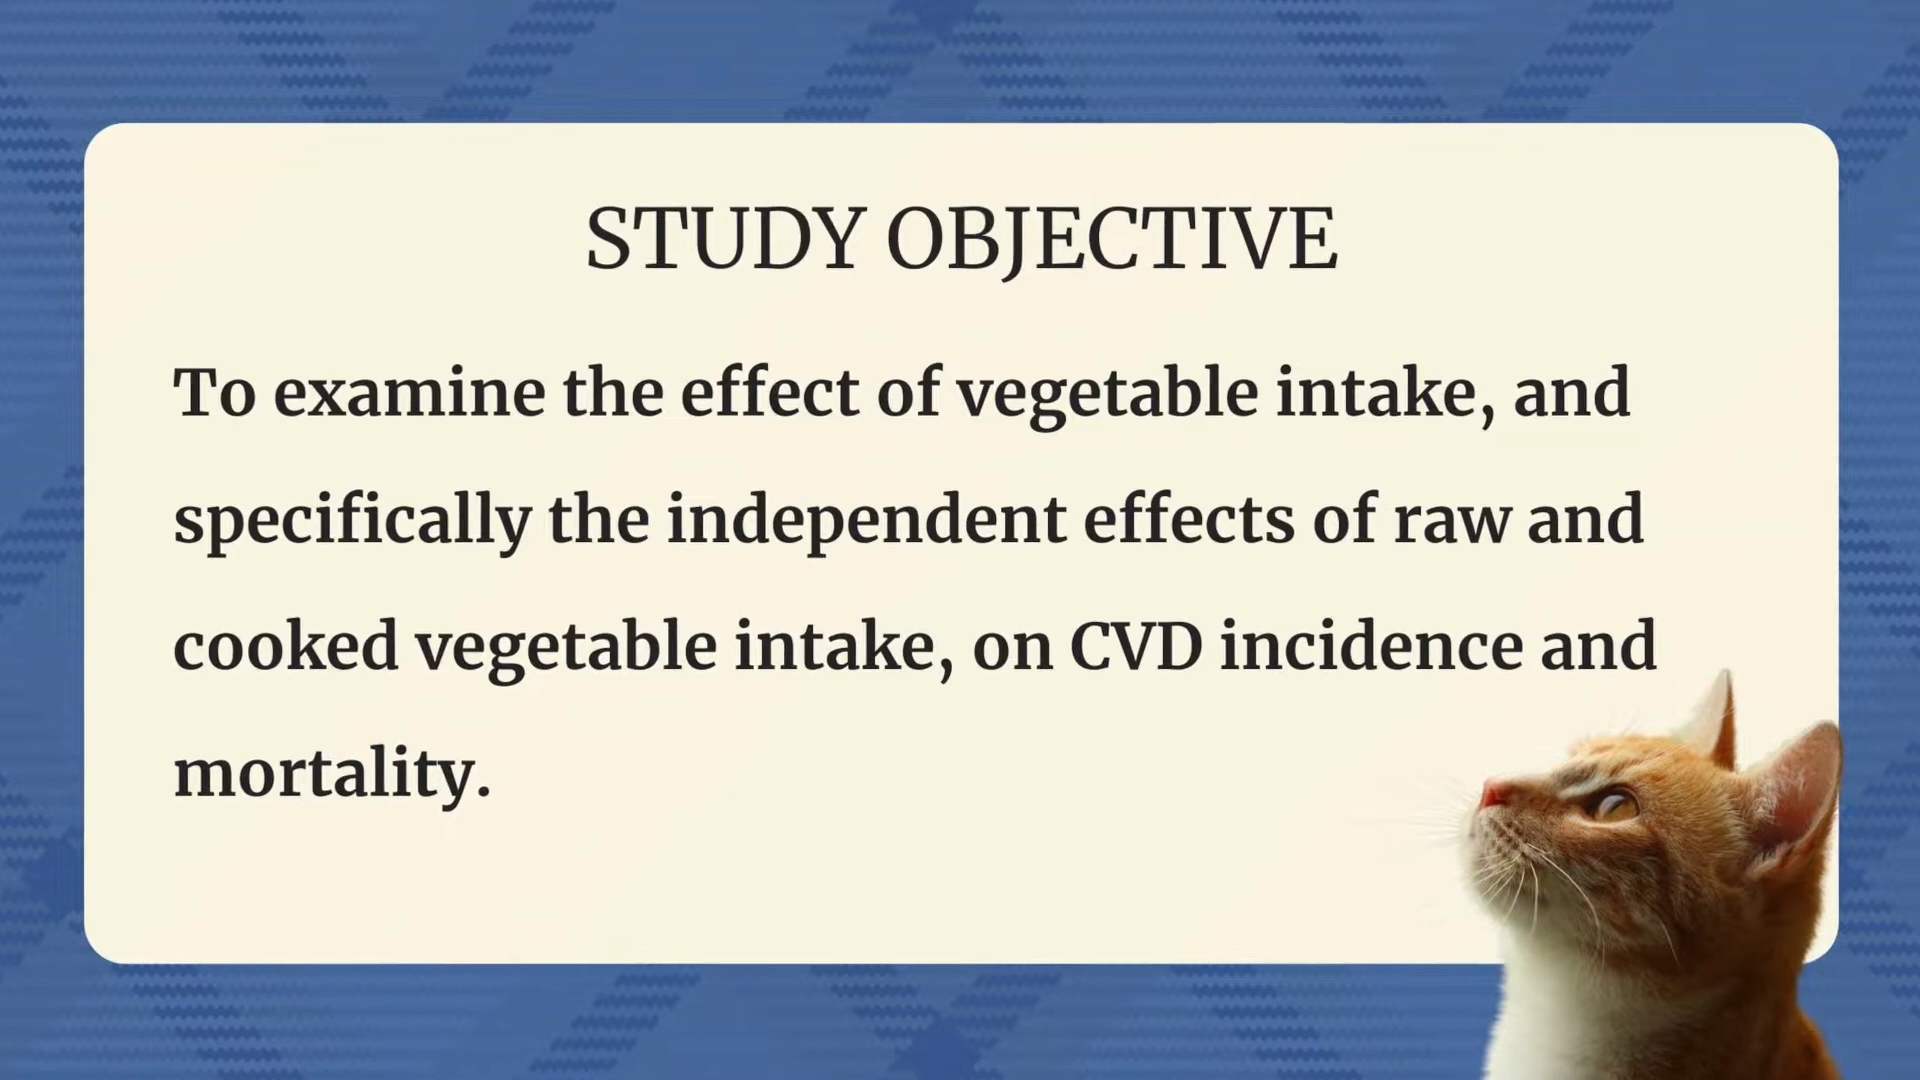 STUDY OBJECTIVE
To examine the effect of vegetable intake, and
specifically the independent effects of raw and
cooked vegetable intake, on CVD incidence and
mortality.